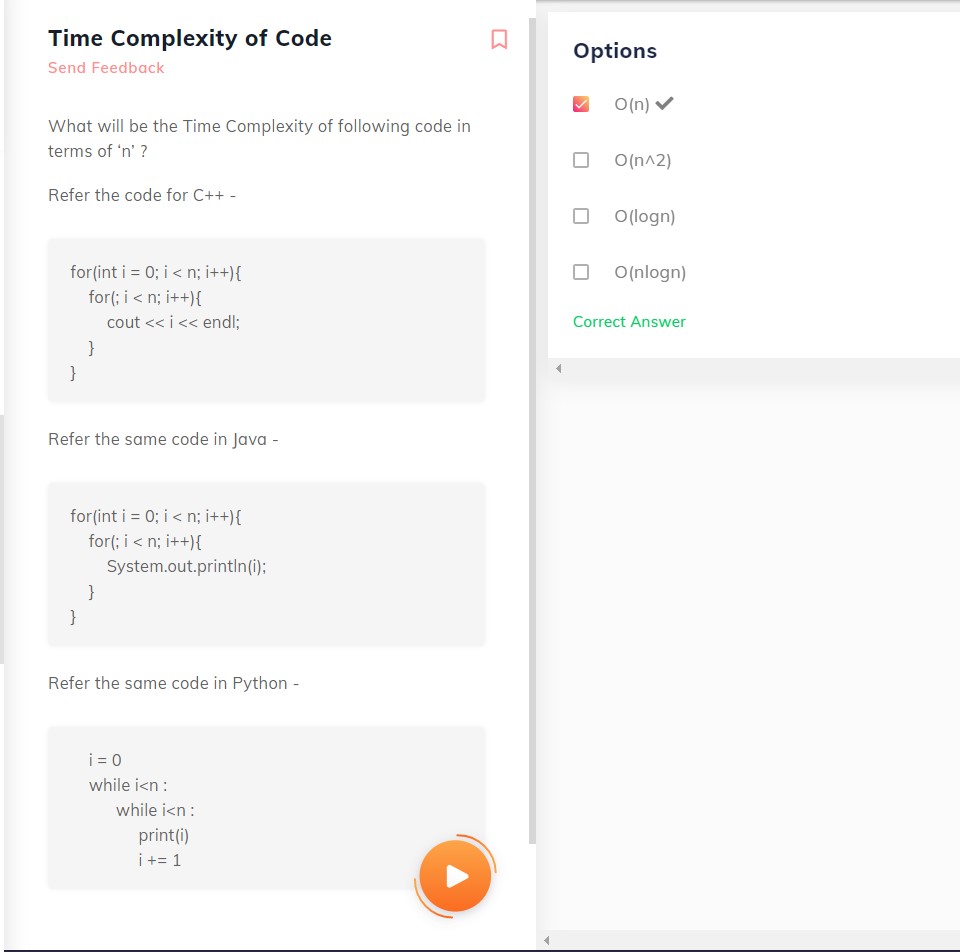 Time Complexity of Code
Send Feedback
What will be the Time Complexity of following code in
terms of ‘n’ ?
Refer the code for C++ -
for(int i = 0; i < n; i++){
for(; i < n; i++){
cout << i << endl;
}
}
Refer the same code in Java -
for(int i = 0; i < n; i++){
for(; i < n; i++){
System.out.println(i);
}
}
Refer the same code in Python -
i = 0
while i<n :
while i<n :
print(i)
i += 1
Options
O(n)
O(n^2)
O(logn)
O(nlogn)
Correct Answer